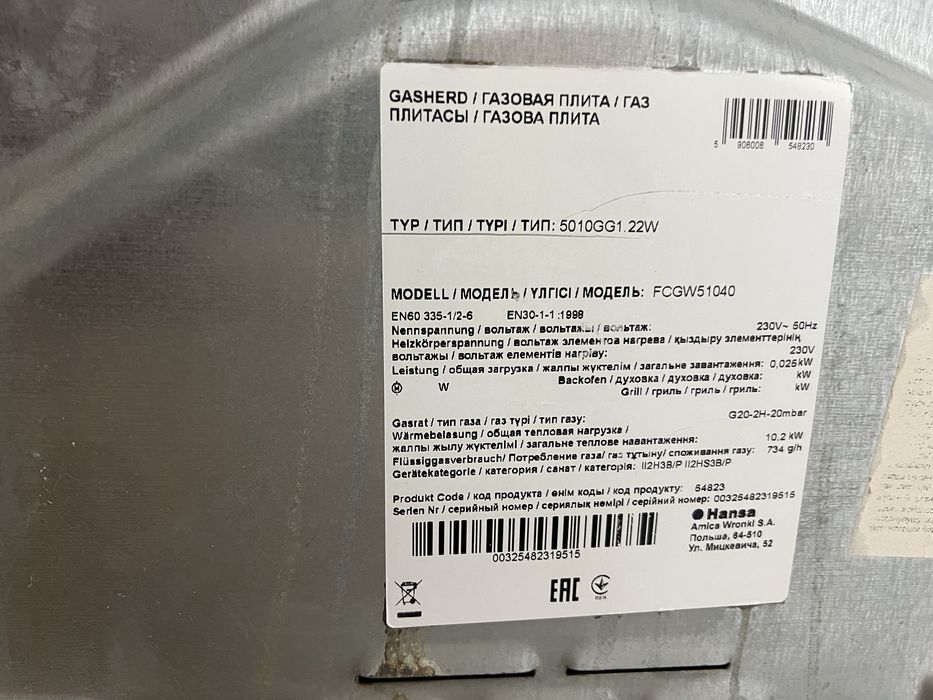 GASHERD / ГАЗОВАЯ ПЛИТА / ГАЗ
ПЛИТАСЫ / ГАЗОВА ПЛИТА
5 908008 548230
TYP / ТИП / ТҮРІ / ТИП: 5010GG1.22W
MODELL / МОДЕЛЬ / ҮЛГІСІ / МОДЕЛЬ: FCGW51040
EN60 335-1/2-6 EN30-1-1 :1998
Nennspannung / вольтаж / вольтажы / вольтаж: 230V~ 50Hz
Heizkörperspannung / вольтаж элементов нагрева / қыздыру элементтерінің
вольтажы / вольтаж елементів нагріву: 230V
Leistung / общая загрузка / жалпы жүктелім / загальне завантаження: 0,025kW
W Backofen / духовка / духовка / духовка: kW
Grill / гриль / гриль / гриль: kW
Gasrat / тип газа / газ түрі / тип газу: G20-2H-20mbar
Wärmebelasung / общая тепловая нагрузка /
жалпы жылу жүктелімі / загальне теплове навантаження: 10,2 kW
Flüssiggasverbrauch/ Потребление газа/ газ тұтыну/ споживання газу: 734 g/h
Gerätekategorie / категория / санат / категорія: II2H3B/P II2HS3B/P
Produkt Code / код продукта / өнім коды / код продукту: 54823
Serien Nr / серийный номер / сериялық нөмірі / серійний номер: 00325482319515
00325482319515
Hansa
Amica Wronki S.A.
Польша, 64-510
Ул. Мицкевича, 52
EAC